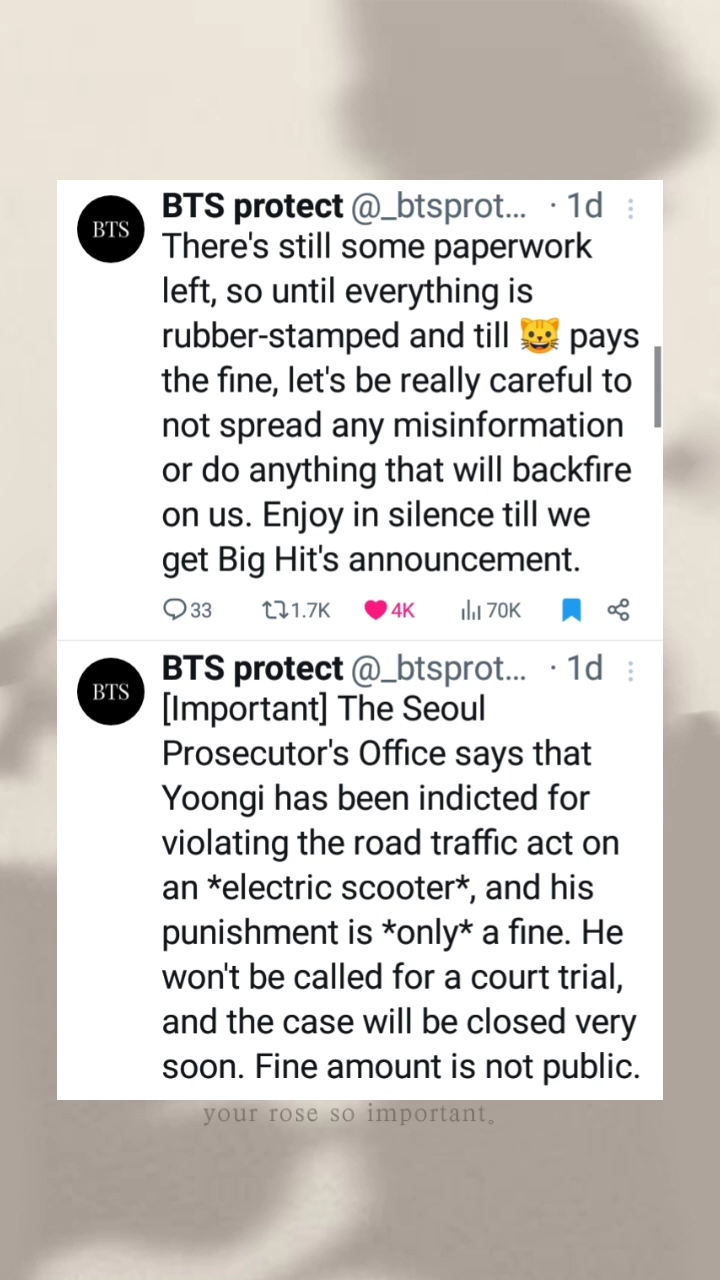 BTS
BTS protect @_btsprot... · 1d
There's still some paperwork
left, so until everything is
rubber-stamped and till 😺 pays
the fine, let's be really careful to
not spread any misinformation
or do anything that will backfire
on us. Enjoy in silence till we
get Big Hit's announcement.
33 1.7K 4K 70K
BTS
BTS protect @_btsprot... · 1d
[Important] The Seoul
Prosecutor's Office says that
Yoongi has been indicted for
violating the road traffic act on
an *electric scooter*, and his
punishment is *only* a fine. He
won't be called for a court trial,
and the case will be closed very
soon. Fine amount is not public.
your rose so important。